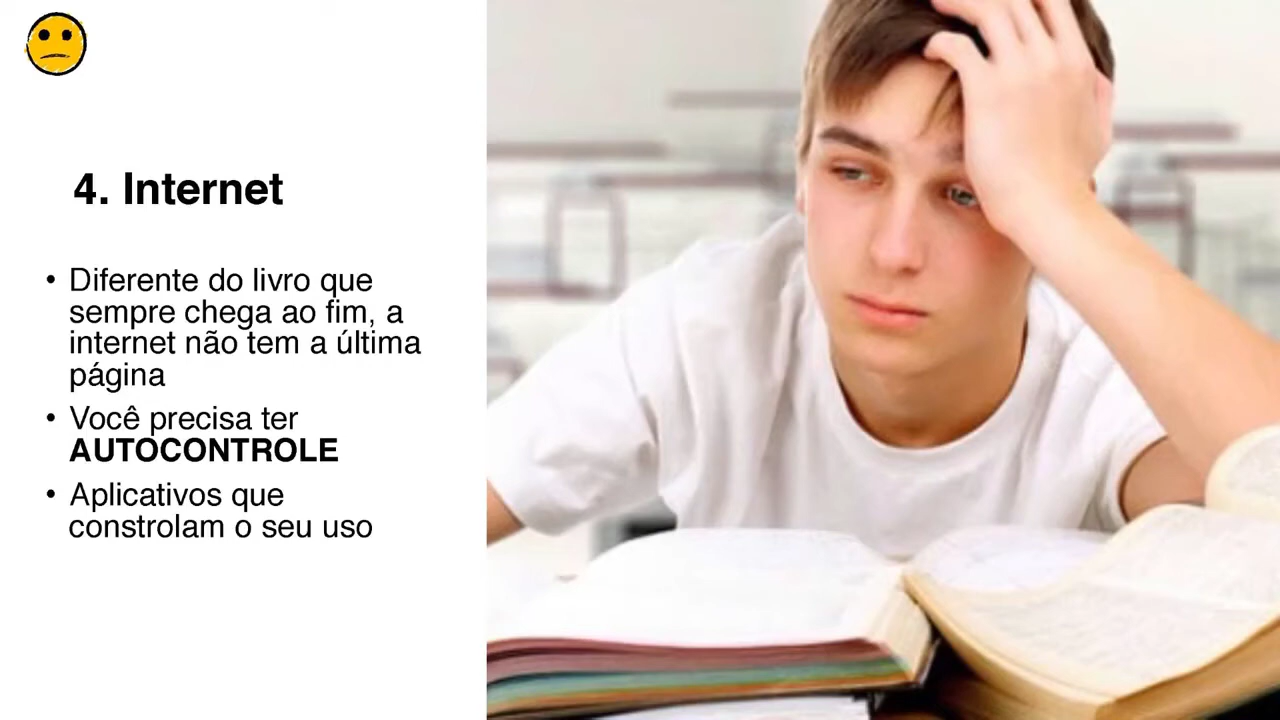 4. Internet
• Diferente do livro que
sempre chega ao fim, a
internet não tem a última
página
• Você precisa ter
AUTOCONTROLE
• Aplicativos que
constrolam o seu uso